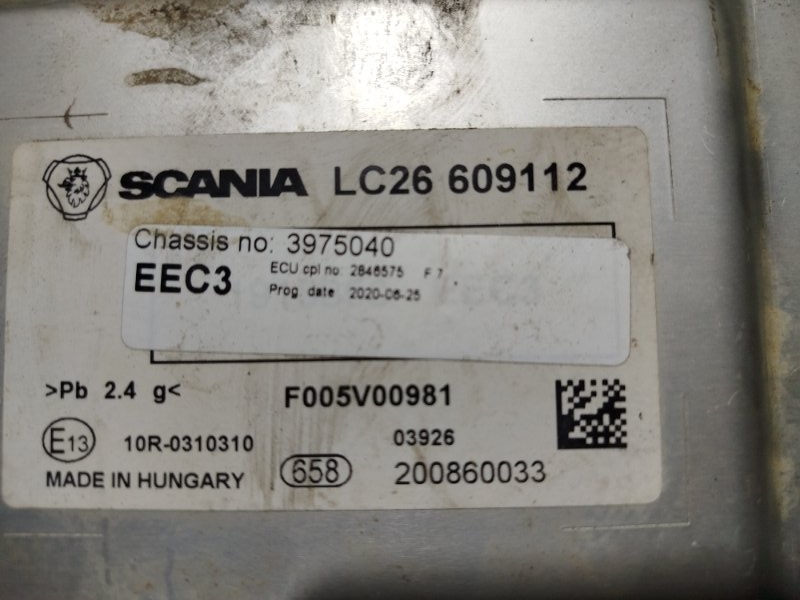 SCANIA LC26 609112
Chassis no: 3975040
EEC3
ECU cpl no: 2846575 F 7
Prog. date 2020-06-25
>Pb 2.4 g<
F005V00981
E13
10R-0310310
03926
MADE IN HUNGARY
658
200860033